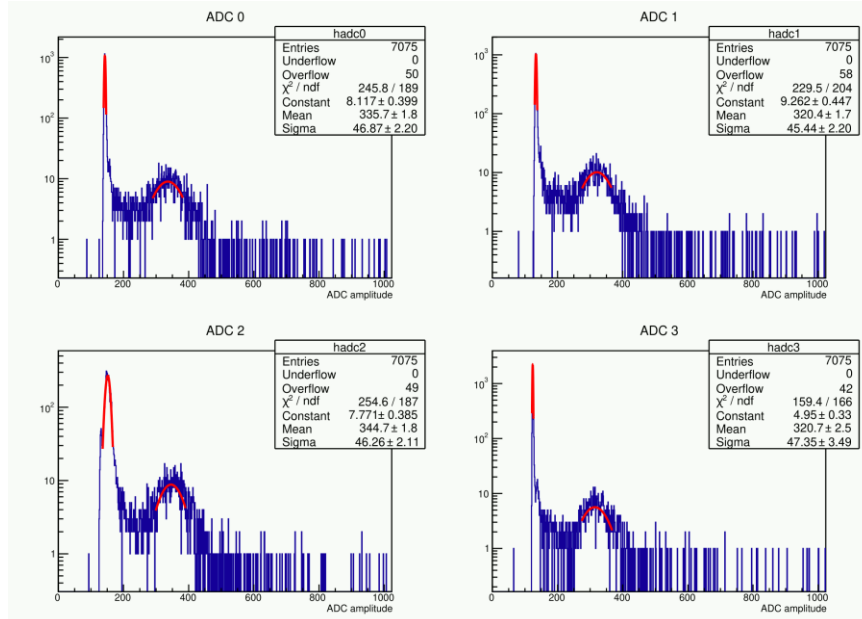 ADC 0
hadc0
Entries 7075
Underflow 0
Overflow 50
χ² / ndf 245.8 / 189
Constant 8.117± 0.399
Mean 335.7 ± 1.8
Sigma 46.87 ± 2.20
10³
10²
10
1
0 200 400 600 800 1000
ADC amplitude
ADC 1
hadc1
Entries 7075
Underflow 0
Overflow 58
χ² / ndf 229.5 / 204
Constant 9.262 ± 0.447
Mean 320.4 ± 1.7
Sigma 45.44 ± 2.20
10³
10²
10
1
0 200 400 600 800 1000
ADC amplitude
ADC 2
hadc2
Entries 7075
Underflow 0
Overflow 49
χ² / ndf 254.6 / 187
Constant 7.771± 0.385
Mean 344.7 ± 1.8
Sigma 46.26 ± 2.11
10²
10
1
0 200 400 600 800 1000
ADC amplitude
ADC 3
hadc3
Entries 7075
Underflow 0
Overflow 42
χ² / ndf 159.4 / 166
Constant 4.95 ± 0.33
Mean 320.7 ± 2.5
Sigma 47.35 ± 3.49
10³
10²
10
1
0 200 400 600 800 1000
ADC amplitude